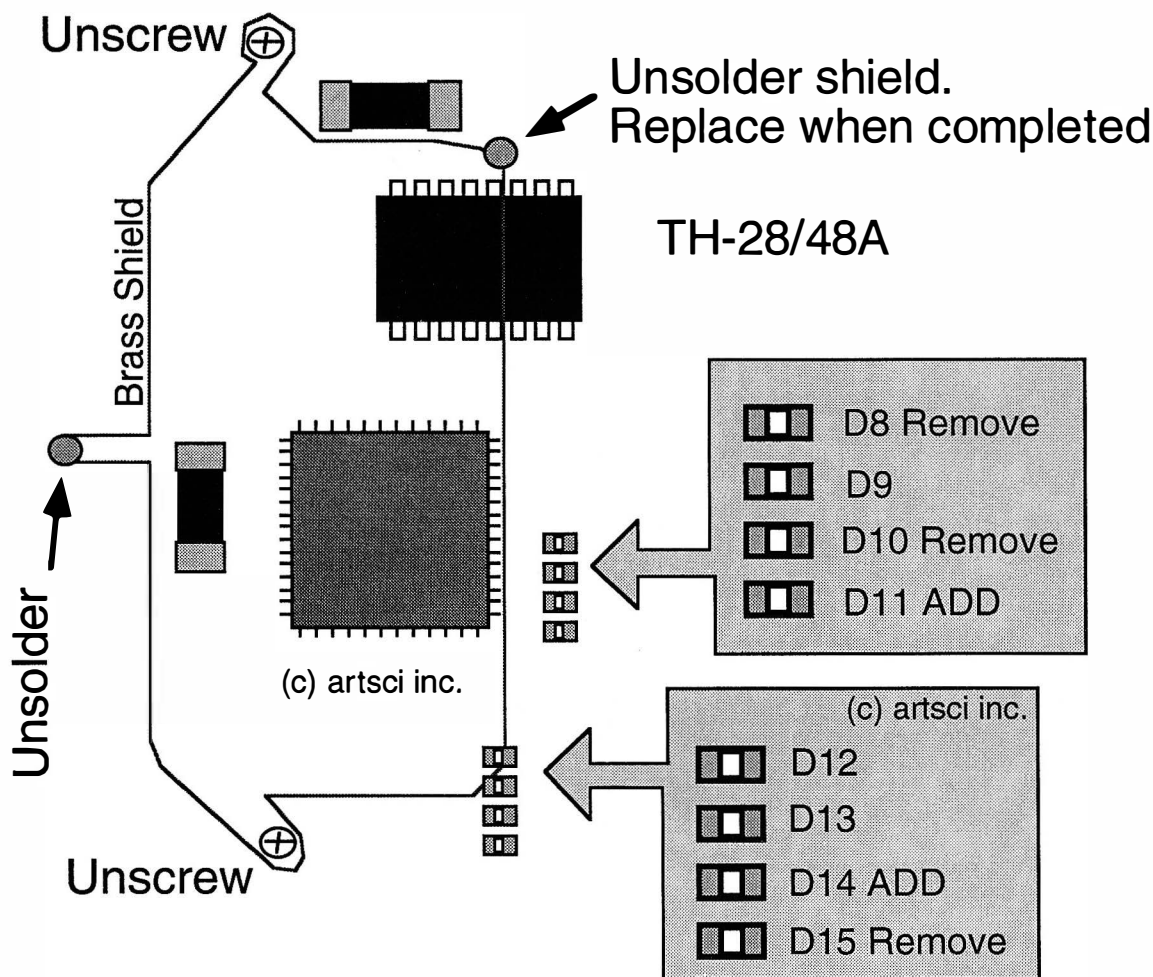 Unscrew
Unsolder shield.
Replace when completed
TH-28/48A
Brass Shield
D8 Remove
D9
D10 Remove
D11 ADD
Unsolder
(c) artsci inc.
(c) artsci inc.
D12
D13
D14 ADD
D15 Remove
Unscrew